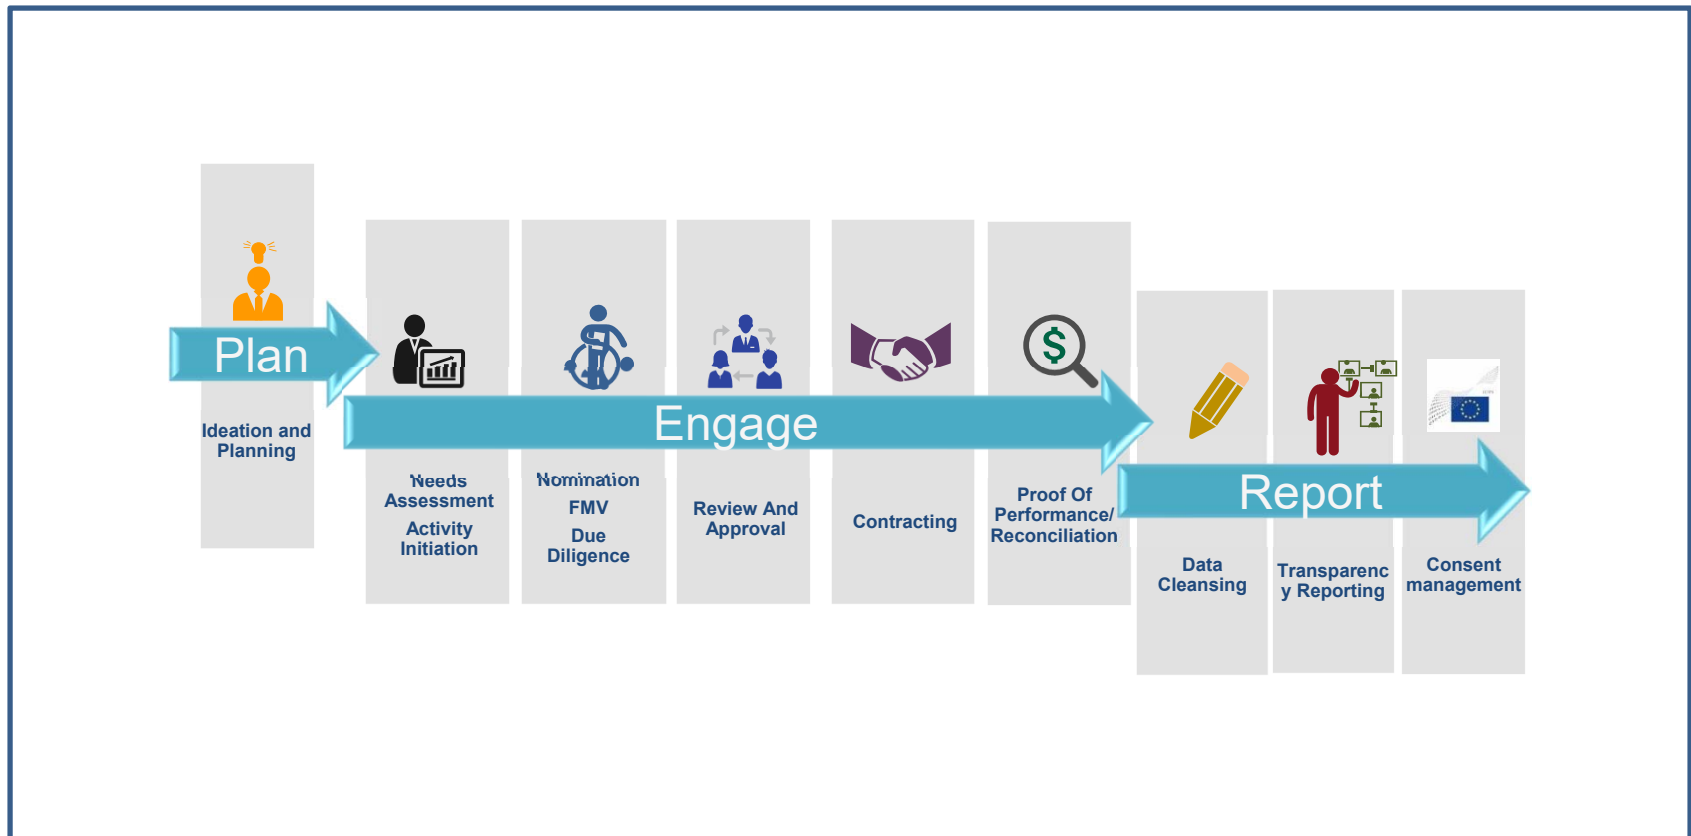 Plan
Ideation and
Planning
Engage
Needs
Assessment
Activity
Initiation
Nomination
FMV
Due
Diligence
Review And
Approval
Contracting
Proof Of
Performance/
Reconciliation
Report
Data
Cleansing
Transparenc
y Reporting
Consent
management